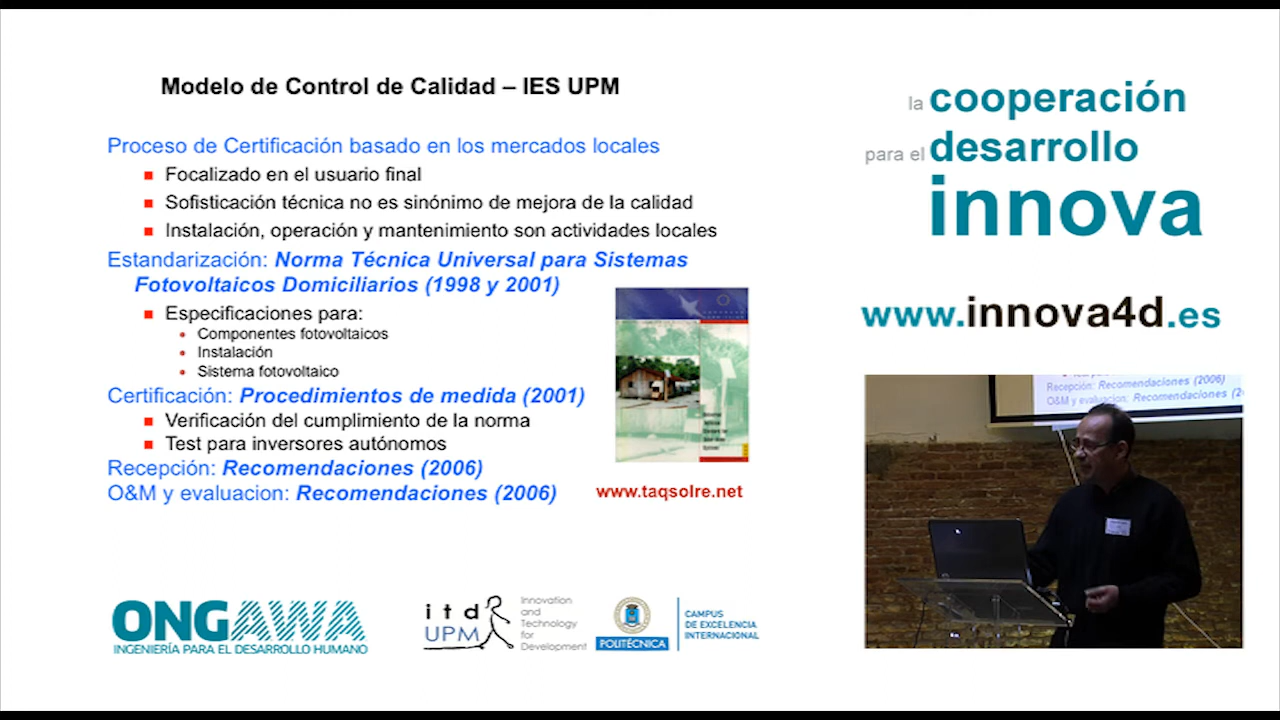 Modelo de Control de Calidad – IES UPM
Proceso de Certificación basado en los mercados locales
Focalizado en el usuario final
Sofisticación técnica no es sinónimo de mejora de la calidad
Instalación, operación y mantenimiento son actividades locales
Estandarización: Norma Técnica Universal para Sistemas
Fotovoltaicos Domiciliarios (1998 y 2001)
Especificaciones para:
Componentes fotovoltaicos
Instalación
Sistema fotovoltaico
Certificación: Procedimientos de medida (2001)
Verificación del cumplimiento de la norma
Test para inversores autónomos
Recepción: Recomendaciones (2006)
O&M y evaluacion: Recomendaciones (2006)
www.taqsolre.net
ONGAWA
INGENIERÍA PARA EL DESARROLLO HUMANO
itd
UPM
Innovation
and
Technology
for
Development
POLITÉCNICA
CAMPUS
DE EXCELENCIA
INTERNACIONAL
la cooperación
para el desarrollo
innova
www.innova4d.es
Recepción: Recomendaciones (2006)
O&M y evaluacion: Recomendaciones